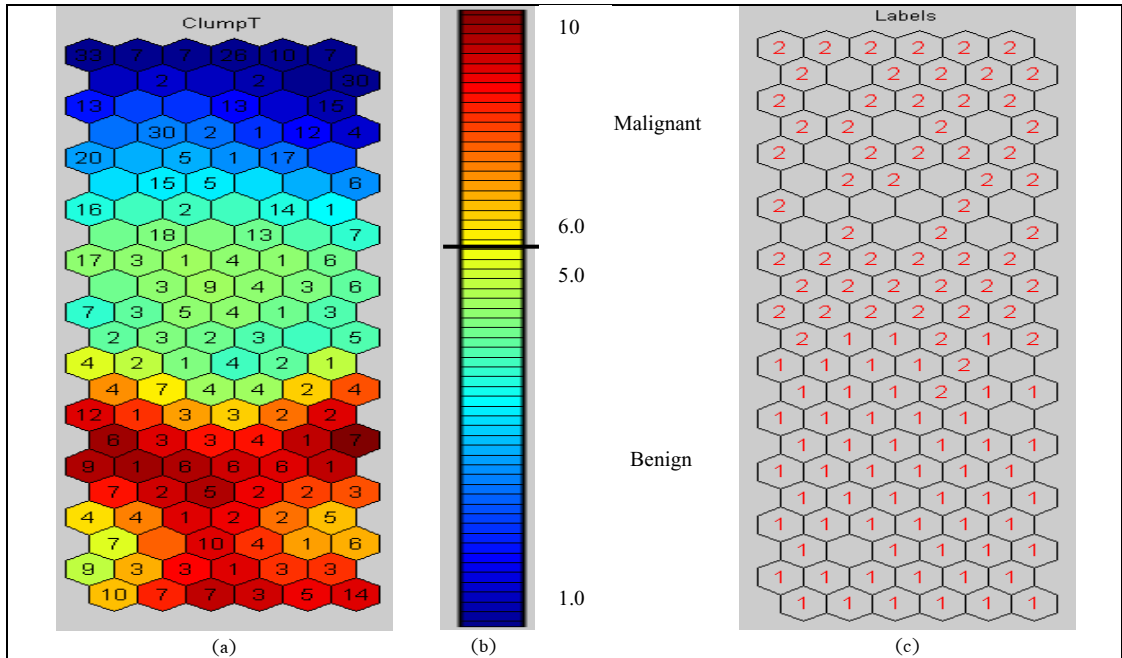 ClumpT
33 7 7 26 10 7
2 2 30
13 13 15
30 2 1 12 4
20 5 1 17
15 5 6
16 2 14 1
18 13 7
17 3 1 4 1 6
3 9 4 3 6
7 3 5 4 1 3
2 3 2 3 5
4 2 1 4 2 1
4 7 4 4 2 4
12 1 3 3 2 2
6 3 3 4 1 7
9 1 6 6 6 1
7 2 5 2 2 3
4 4 1 2 2 5
7 10 4 1 6
9 3 3 1 3 3
10 7 7 3 5 14
(a)
10
6.0
5.0
1.0
(b)
Malignant
Benign
Labels
2 2 2 2 2 2
2 2 2 2 2
2 2 2 2 2
2 2 2 2
2 2 2 2 2
2 2 2 2
2 2
2 2 2
2 2 2 2 2 2
2 2 2 2 2
2 2 2 2 2 2
2 1 1 2 1 2
1 1 1 1 2
1 1 1 2 1 1
1 1 1 1 1
1 1 1 1 1 1
1 1 1 1 1 1
1 1 1 1 1 1
1 1 1 1 1 1
1 1 1 1 1
1 1 1 1 1 1
1 1 1 1 1 1
(c)